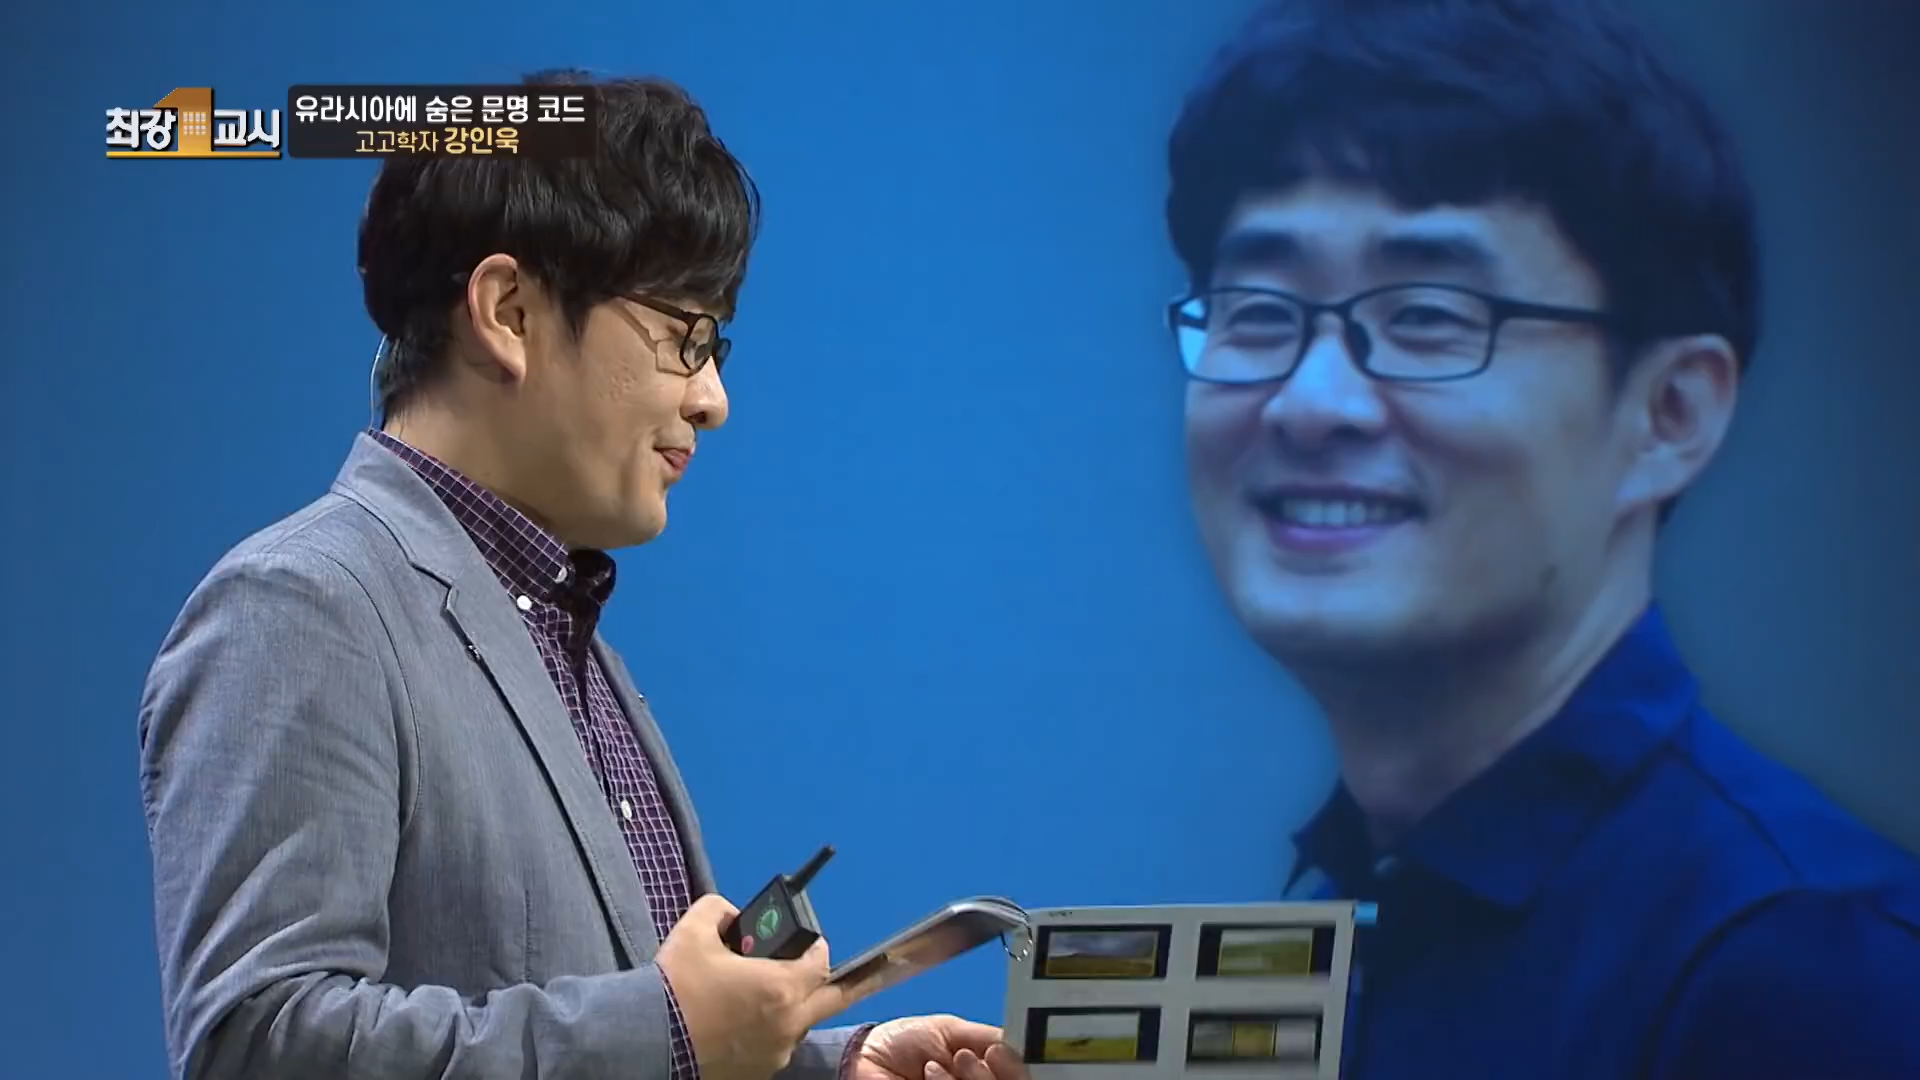 최강1교시
유라시아에 숨은 문명 코드
고고학자 강인욱